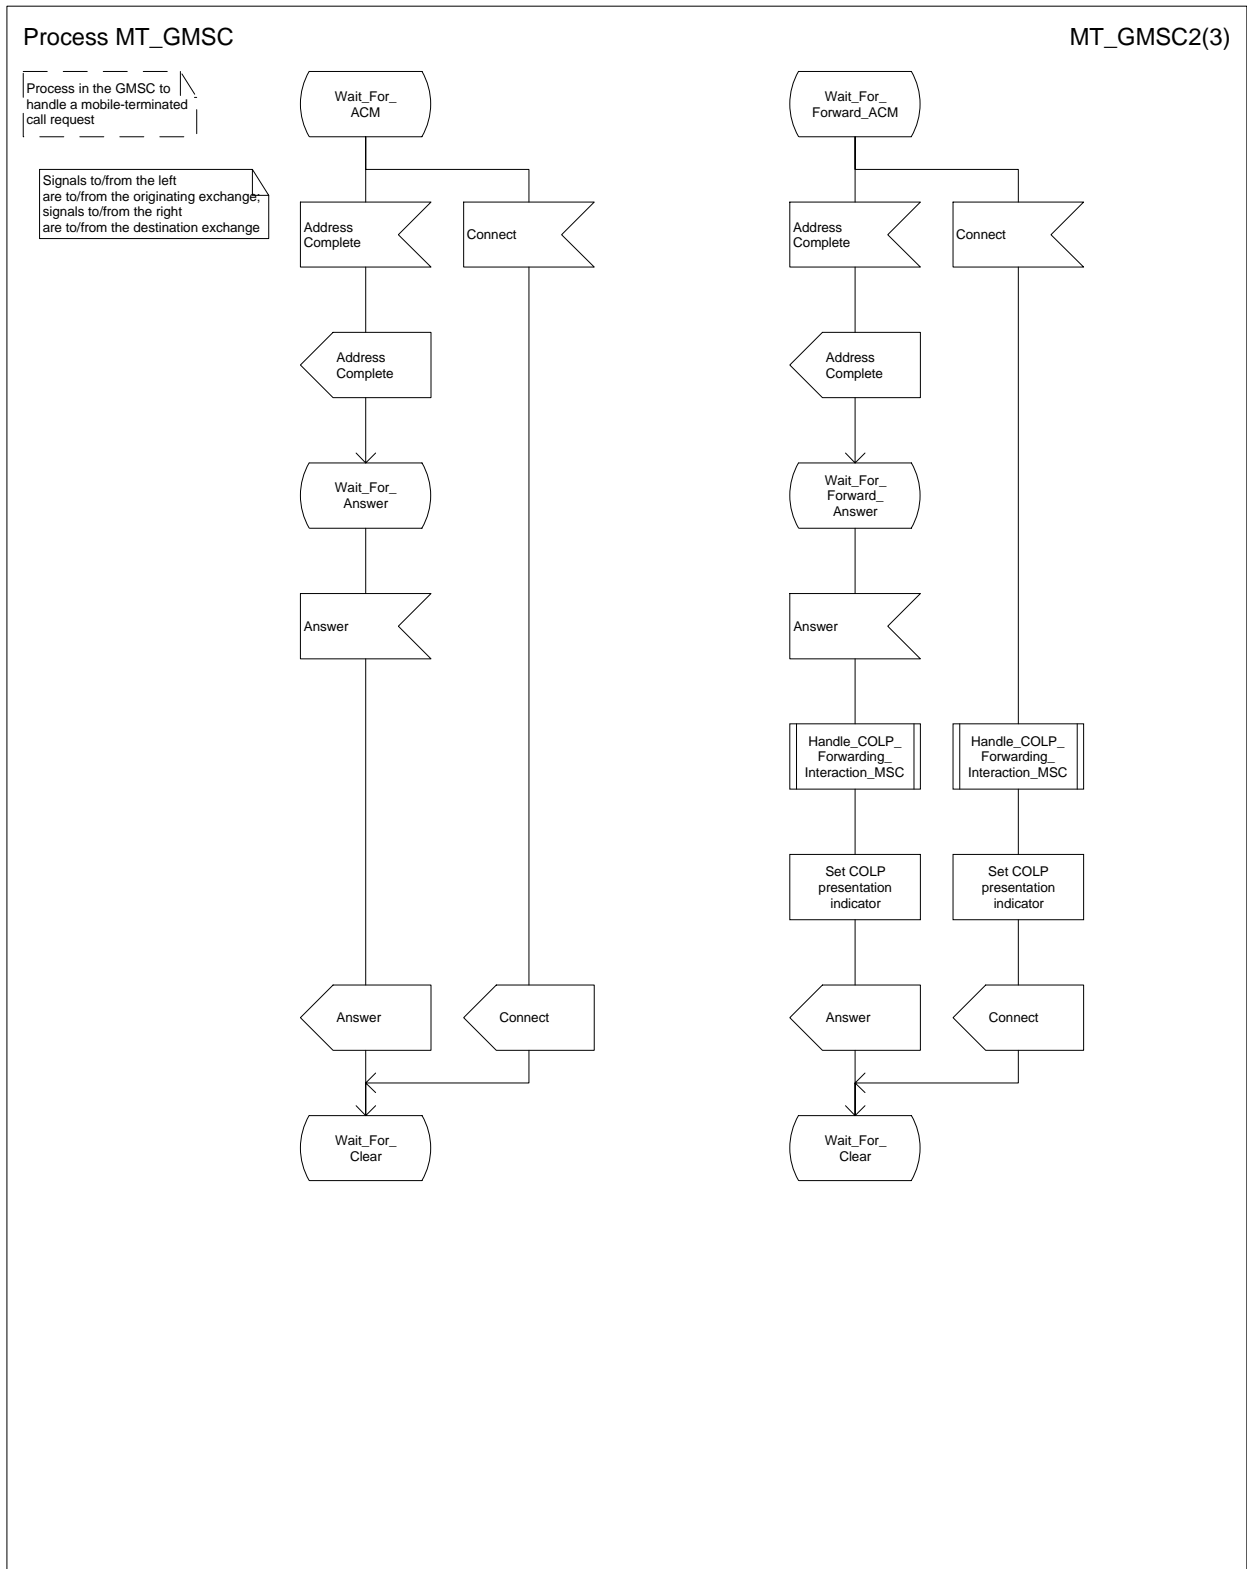 Process MT_GMSC
MT_GMSC2(3)
Process in the GMSC to
handle a mobile-terminated
call request
Signals to/from the left
are to/from the originating exchange;
signals to/from the right
are to/from the destination exchange
Wait_For_
ACM
Address
Complete
Connect
Address
Complete
Wait_For_
Answer
Answer
Answer
Connect
Wait_For_
Clear
Wait_For_
Forward_ACM
Address
Complete
Connect
Address
Complete
Wait_For_
Forward_
Answer
Answer
Handle_COLP_
Forwarding_
Interaction_MSC
Handle_COLP_
Forwarding_
Interaction_MSC
Set COLP
presentation
indicator
Set COLP
presentation
indicator
Answer
Connect
Wait_For_
Clear